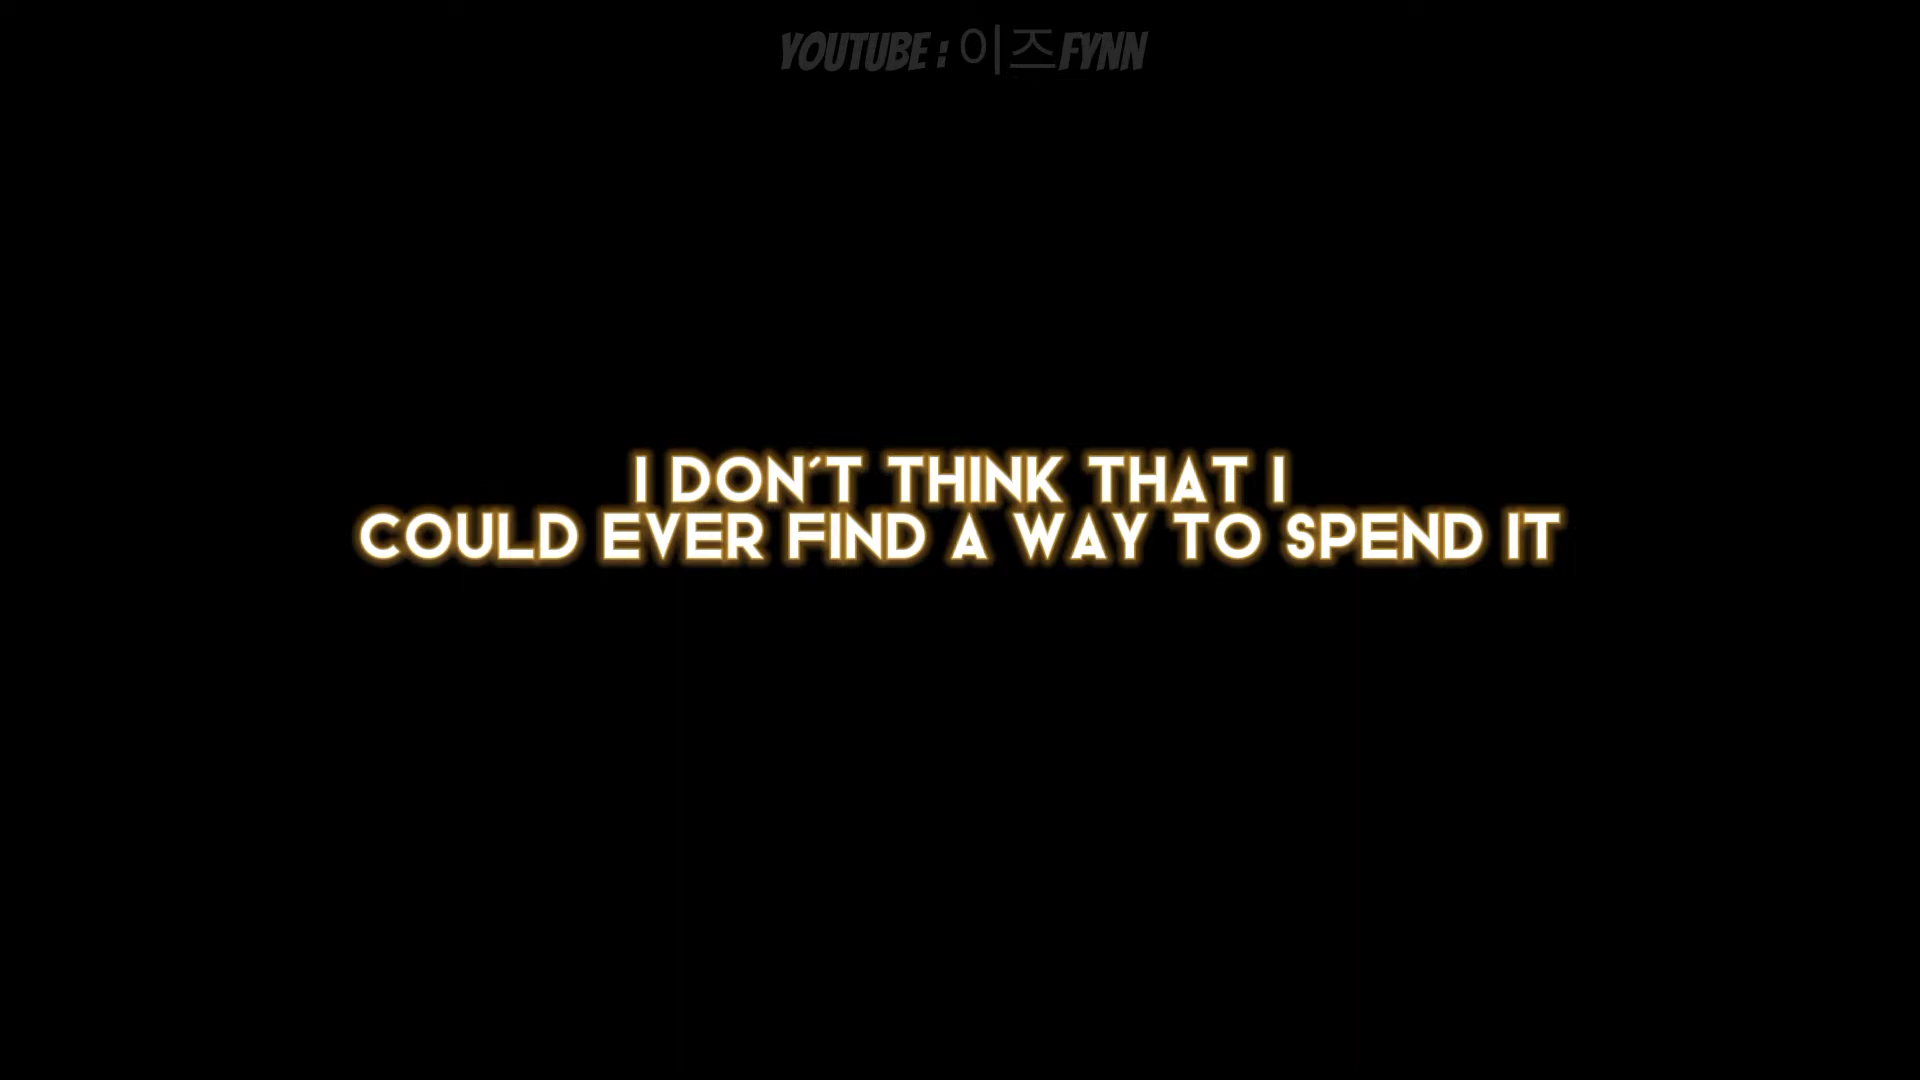 YOUTUBE : 이즈FYNN
I DON'T THINK THAT I
COULD EVER FIND A WAY TO SPEND IT